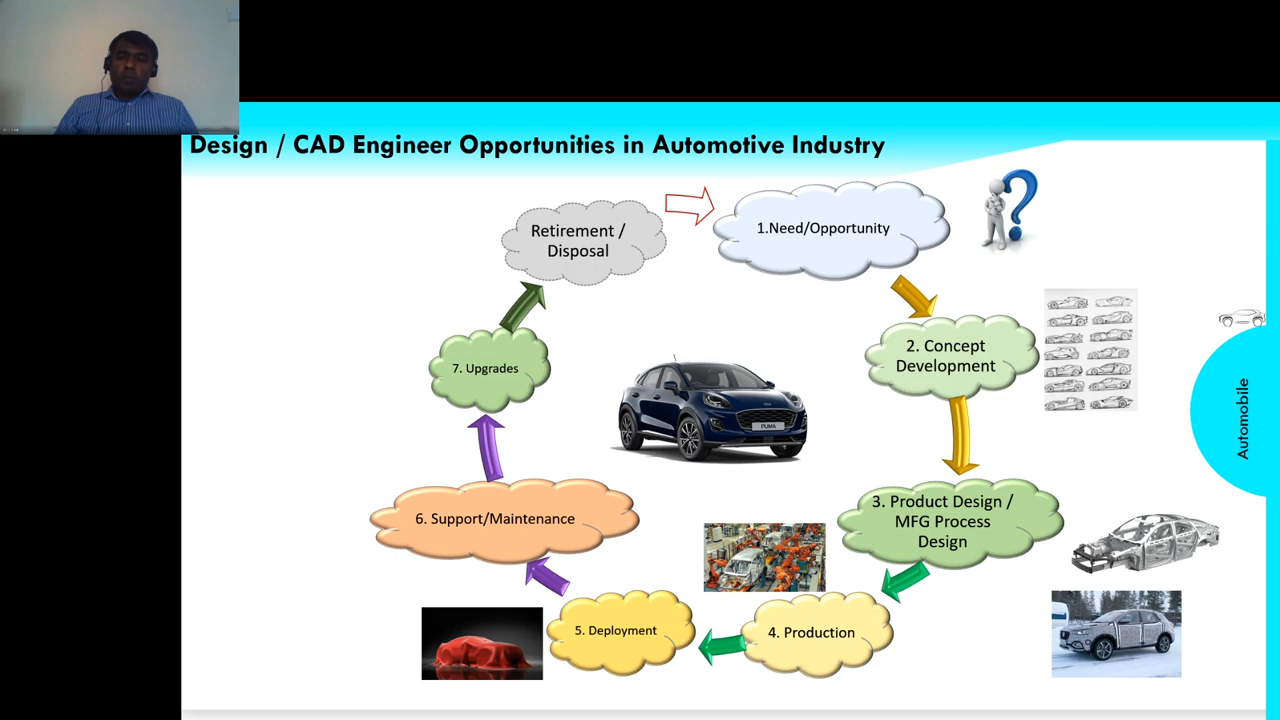 Design / CAD Engineer Opportunities in Automotive Industry
Retirement /
Disposal
1.Need/Opportunity
2. Concept
Development
7. Upgrades
PUMA
Automobile
3. Product Design /
MFG Process
Design
6. Support/Maintenance
5. Deployment
4. Production